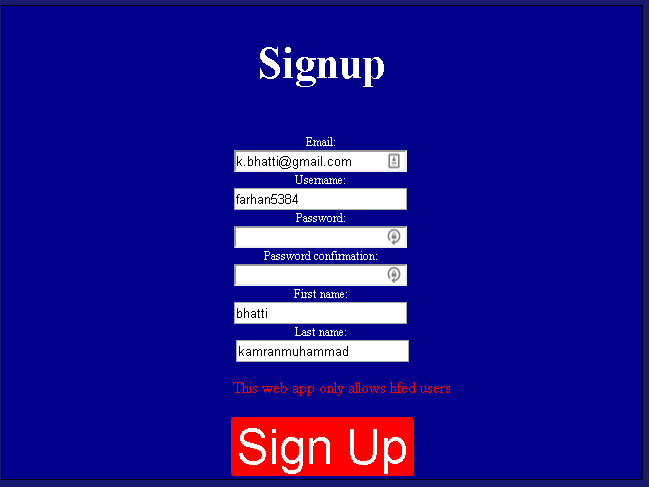 Signup
Email:
k.bhatti@gmail.com
Username:
farhan5384
Password:
Password confirmation:
First name:
bhatti
Last name:
kamranmuhammad
This web app only allows hfed users
Sign Up